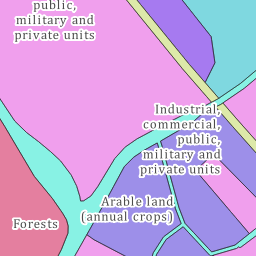 public,
military and
private units
Industrial,
commercial,
public,
military and
private units
Arable land
(annual crops)
Forests